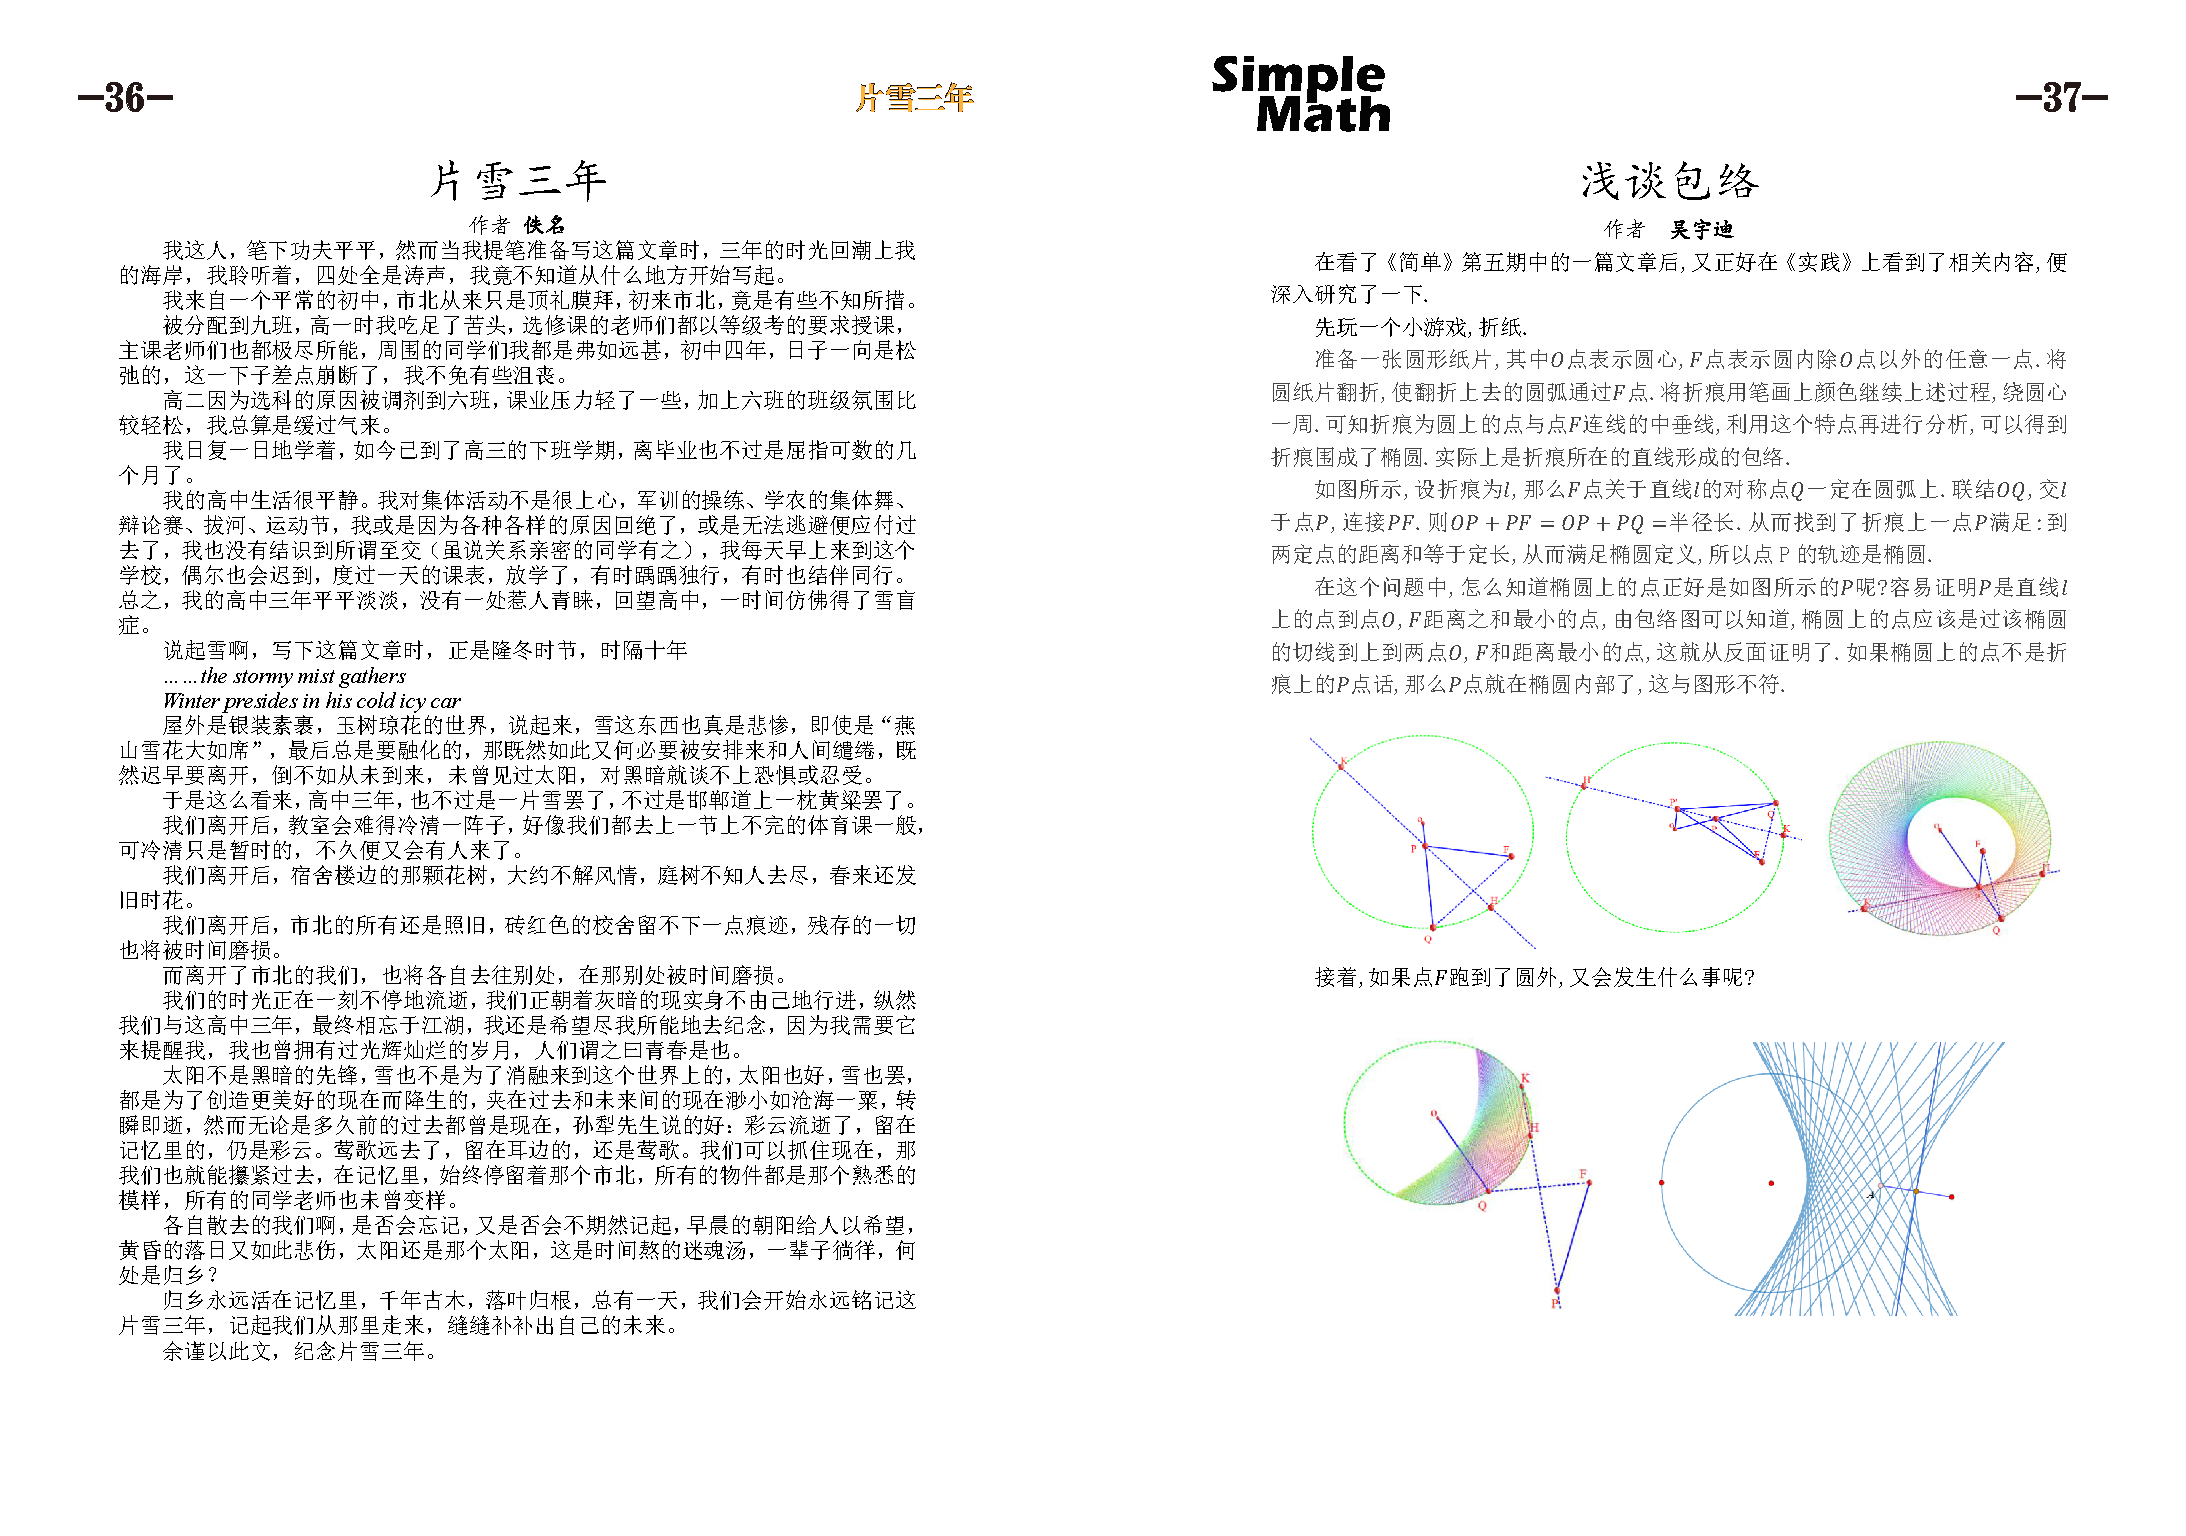 —36—
片雪三年
片雪三年
作者 佚名
我这人，笔下功夫平平，然而当我提笔准备写这篇文章时，三年的时光回潮上我
的海岸，我聆听着，四处全是涛声，我竟不知道从什么地方开始写起。
我来自一个平常的初中，市北从来只是顶礼膜拜，初来市北，竟是有些不知所措。
被分配到九班，高一时我吃足了苦头，选修课的老师们都以等级考的要求授课，
主课老师们也都极尽所能，周围的同学们我都是弗如远甚，初中四年，日子一向是松
弛的，这一下子差点崩断了，我不免有些沮丧。
高二因为选科的原因被调剂到六班，课业压力轻了一些，加上六班的班级氛围比
较轻松，我总算是缓过气来。
我日复一日地学着，如今已到了高三的下班学期，离毕业也不过是屈指可数的几
个月了。
我的高中生活很平静。我对集体活动不是很上心，军训的操练、学农的集体舞、
辩论赛、拔河、运动节，我或是因为各种各样的原因回绝了，或是无法逃避便应付过
去了，我也没有结识到所谓至交（虽说关系亲密的同学有之），我每天早上来到这个
学校，偶尔也会迟到，度过一天的课表，放学了，有时踽踽独行，有时也结伴同行。
总之，我的高中三年平平淡淡，没有一处惹人青睐，回望高中，一时间仿佛得了雪盲
症。
说起雪啊，写下这篇文章时，正是隆冬时节，时隔十年
……the stormy mist gathers
Winter presides in his cold icy car
屋外是银装素裹，玉树琼花的世界，说起来，雪这东西也真是悲惨，即使是“燕
山雪花大如席”，最后总是要融化的，那既然如此又何必要被安排来和人间缱绻，既
然迟早要离开，倒不如从未到来，未曾见过太阳，对黑暗就谈不上恐惧或忍受。
于是这么看来，高中三年，也不过是一片雪罢了，不过是邯郸道上一枕黄粱罢了。
我们离开后，教室会难得冷清一阵子，好像我们都去上一节上不完的体育课一般，
可冷清只是暂时的，不久便又会有人来了。
我们离开后，宿舍楼边的那颗花树，大约不解风情，庭树不知人去尽，春来还发
旧时花。
我们离开后，市北的所有还是照旧，砖红色的校舍留不下一点痕迹，残存的一切
也将被时间磨损。
而离开了市北的我们，也将各自去往别处，在那别处被时间磨损。
我们的时光正在一刻不停地流逝，我们正朝着灰暗的现实身不由己地行进，纵然
我们与这高中三年，最终相忘于江湖，我还是希望尽我所能地去纪念，因为我需要它
来提醒我，我也曾拥有过光辉灿烂的岁月，人们谓之曰青春是也。
太阳不是黑暗的先锋，雪也不是为了消融来到这个世界上的，太阳也好，雪也罢，
都是为了创造更美好的现在而降生的，夹在过去和未来间的现在渺小如沧海一粟，转
瞬即逝，然而无论是多久前的过去都曾是现在，孙犁先生说的好：彩云流逝了，留在
记忆里的，仍是彩云。莺歌远去了，留在耳边的，还是莺歌。我们可以抓住现在，那
我们也就能攥紧过去，在记忆里，始终停留着那个市北，所有的物件都是那个熟悉的
模样，所有的同学老师也未曾变样。
各自散去的我们啊，是否会忘记，又是否会不期然记起，早晨的朝阳给人以希望，
黄昏的落日又如此悲伤，太阳还是那个太阳，这是时间熬的迷魂汤，一辈子徜徉，何
处是归乡？
归乡永远活在记忆里，千年古木，落叶归根，总有一天，我们会开始永远铭记这
片雪三年，记起我们从那里走来，缝缝补补出自己的未来。
余谨以此文，纪念片雪三年。
Simple
Math
—37—
浅谈包络
作者 吴宇迪
在看了《简单》第五期中的一篇文章后, 又正好在《实践》上看到了相关内容, 便
深入研究了一下.
先玩一个小游戏, 折纸.
准备一张圆形纸片, 其中O点表示圆心, F点表示圆内除O点以外的任意一点. 将
圆纸片翻折, 使翻折上去的圆弧通过F点. 将折痕用笔画上颜色继续上述过程, 绕圆心
一周. 可知折痕为圆上的点与点F连线的中垂线, 利用这个特点再进行分析, 可以得到
折痕围成了椭圆. 实际上是折痕所在的直线形成的包络.
如图所示, 设折痕为l, 那么F点关于直线l的对称点Q一定在圆弧上. 联结OQ, 交l
于点P, 连接PF. 则OP + PF = OP + PQ =半径长. 从而找到了折痕上一点P满足: 到
两定点的距离和等于定长, 从而满足椭圆定义, 所以点 P 的轨迹是椭圆.
在这个问题中, 怎么知道椭圆上的点正好是如图所示的P呢?容易证明P是直线l
上的点到点O, F距离之和最小的点, 由包络图可以知道, 椭圆上的点应该是过该椭圆
的切线到上到两点O, F和距离最小的点, 这就从反面证明了. 如果椭圆上的点不是折
痕上的P点话, 那么P点就在椭圆内部了, 这与图形不符.
K
O
P
F
H
Q
H
P'
O
P
Q
K
F
O
F
H
K
Q
接着, 如果点F跑到了圆外, 又会发生什么事呢?
K
O
H
F
Q
P
A